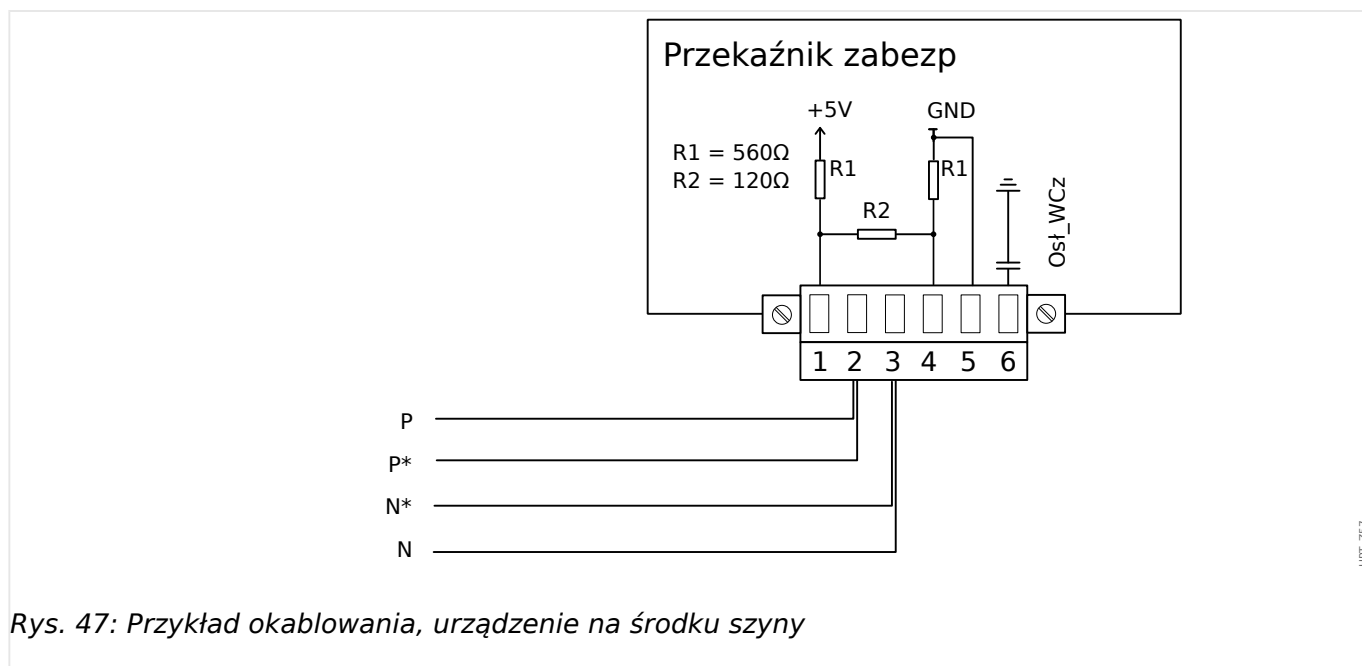 Przekaźnik zabezp
+5V GND
R1 = 560Ω
R2 = 120Ω
R1 R1
R2
Osł_WCz
1 2 3 4 5 6
P
P*
N*
N
Rys. 47: Przykład okablowania, urządzenie na środku szyny